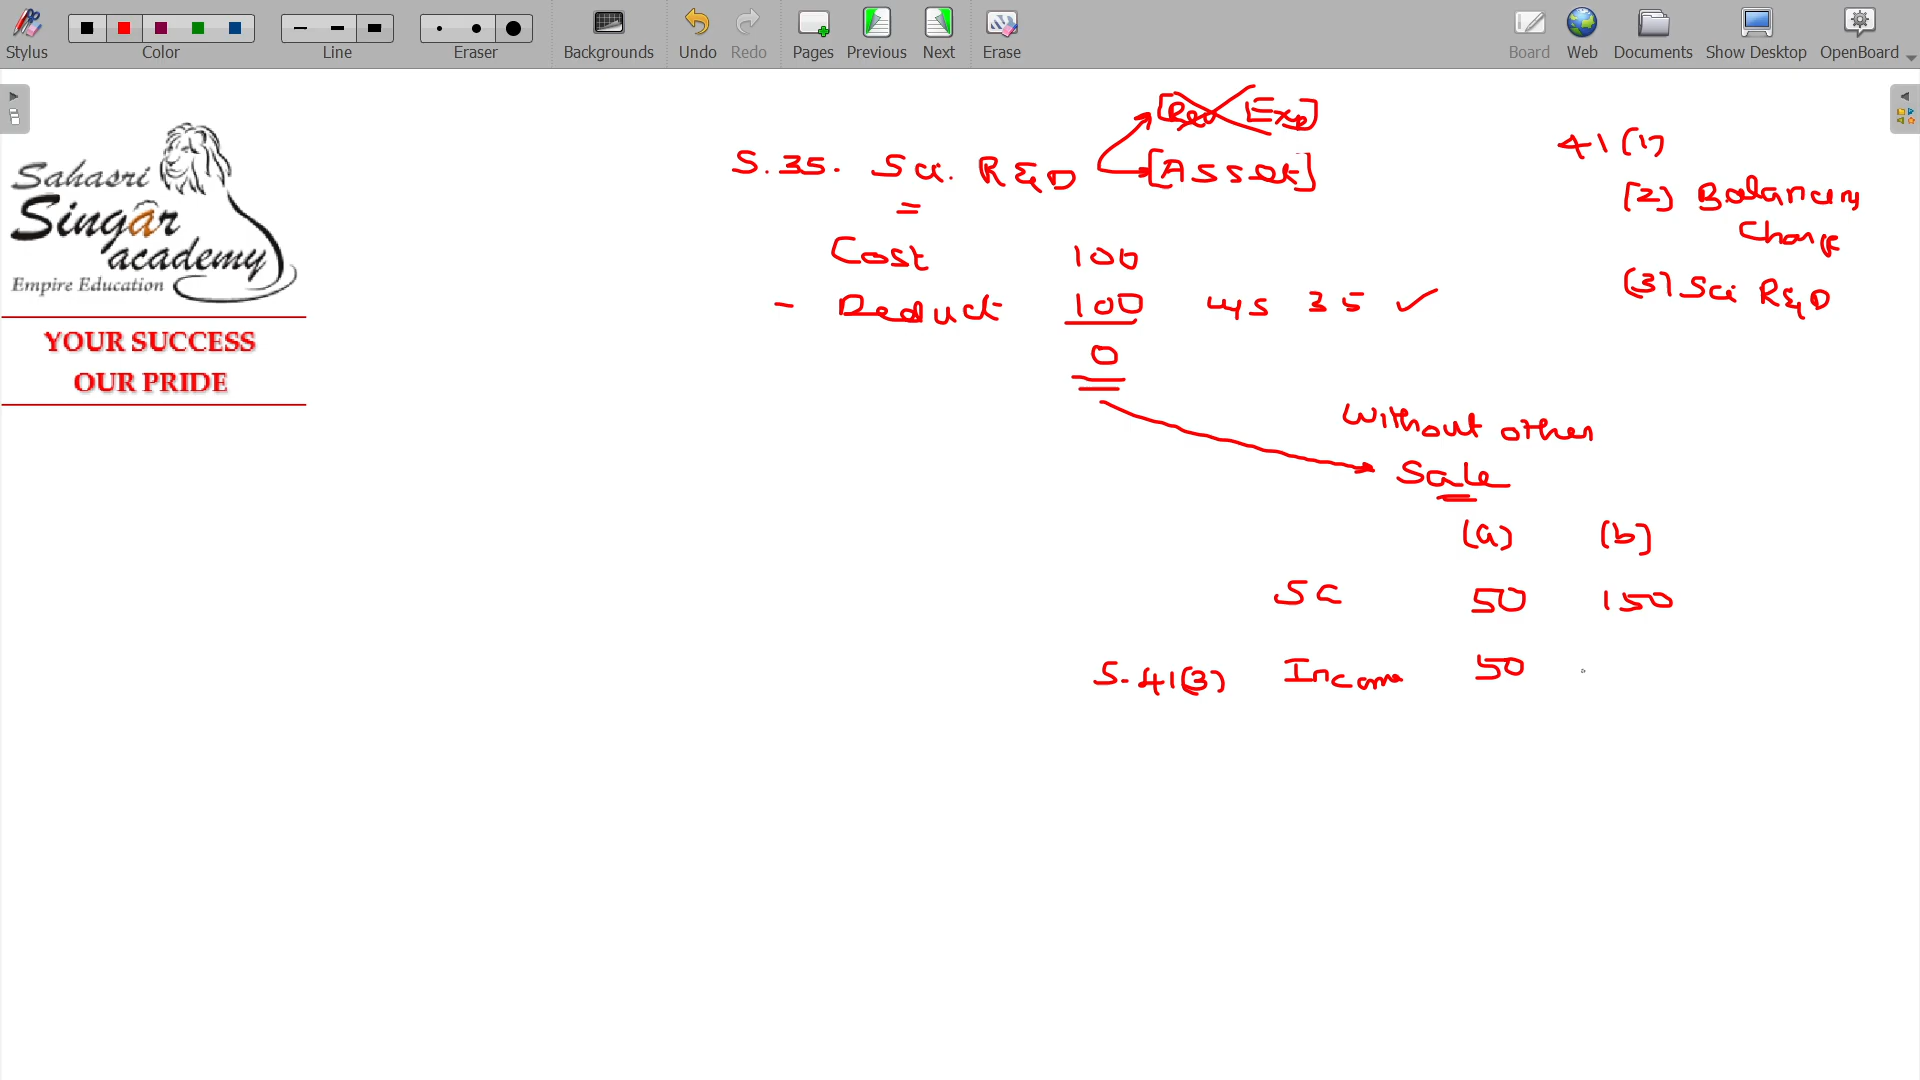 Stylus Color Line Eraser Backgrounds Undo Redo Pages Previous Next Erase Board Web Documents Show Desktop OpenBoard
Sahasri
Singar
academy
Empire Education
YOUR SUCCESS
OUR PRIDE
[Rev Exp]
S.35. Sci. R&D [Asset]
Cost 100
- Deduct 100 u/s 35 ✓
0
41(1)
(2) Balancing
Charge
(3) Sci R&D
Without other
Sale
(a) (b)
SC 50 150
S.41(3) Income 50